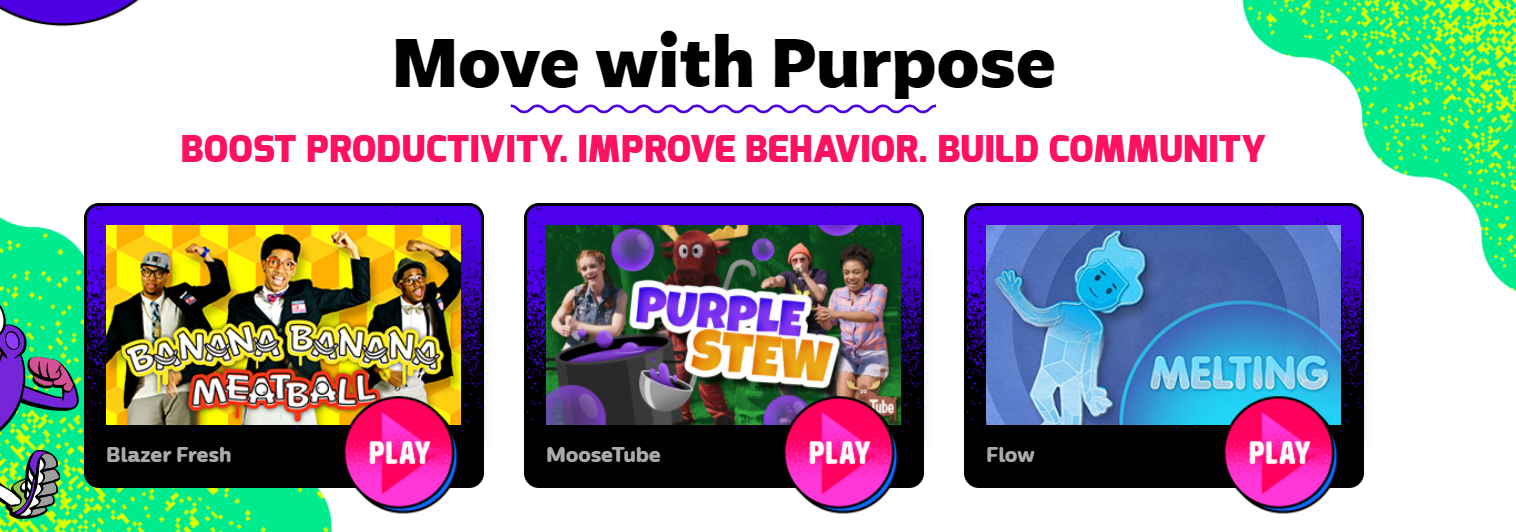 Move with Purpose
BOOST PRODUCTIVITY. IMPROVE BEHAVIOR. BUILD COMMUNITY
BANANA BANANA
MEATBALL
Blazer Fresh
PLAY
PURPLE
STEW
Tube
MooseTube
PLAY
MELTING
Flow
PLAY